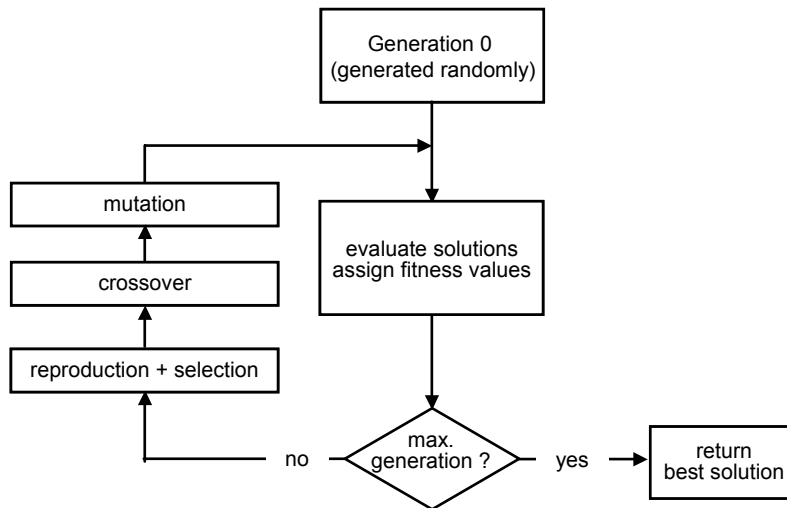 Generation 0
(generated randomly)
mutation
evaluate solutions
assign fitness values
crossover
reproduction + selection
max.
generation ?
no
yes
return
best solution